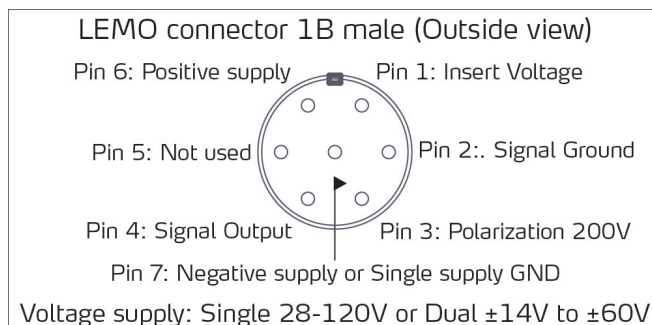 LEMO connector 1B male (Outside view)
Pin 6: Positive supply
Pin 1: Insert Voltage
Pin 5: Not used
Pin 2:. Signal Ground
Pin 4: Signal Output
Pin 3: Polarization 200V
Pin 7: Negative supply or Single supply GND
Voltage supply: Single 28-120V or Dual ±14V to ±60V